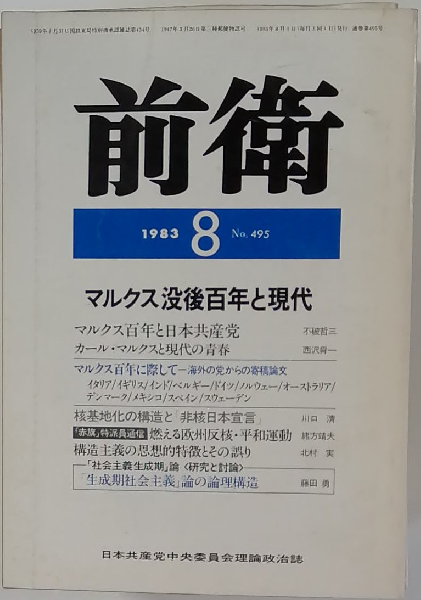 前衛
1983 8 No. 495
マルクス没後百年と現代
マルクス百年と日本共産党 不破哲三
カール・マルクスと現代の青春 西沢舜一
マルクス百年に際して―海外の党からの寄稿論文
イタリア/イギリス/インド/ベルギー/ドイツ/ノルウェー/オーストラリア/
デンマーク/メキシコ/スペイン/スウェーデン
核基地化の構造と「非核日本宣言」 川口
「赤旗」特派員通信 燃える欧州反核・平和運動 緒方靖夫
構造主義の思想的特徴とその誤り 北村 実
「社会主義生成期」論〈研究と討論〉
「生成期社会主義」論の論理構造 藤田 勇
日本共産党中央委員会理論政治誌